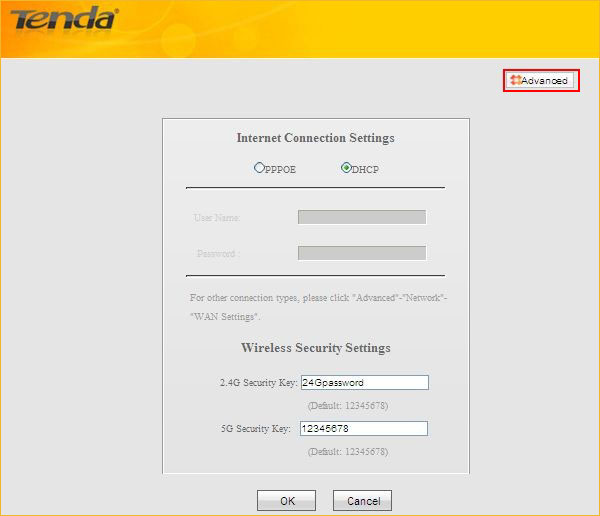 Tenda®
Advanced
Internet Connection Settings
PPPOE DHCP
User Name:
Password :
For other connection types, please click "Advanced"-"Network"-
"WAN Settings".
Wireless Security Settings
2.4G Security Key: 24Gpassword
(Default: 12345678)
5G Security Key: 12345678
(Default: 12345678)
OK Cancel